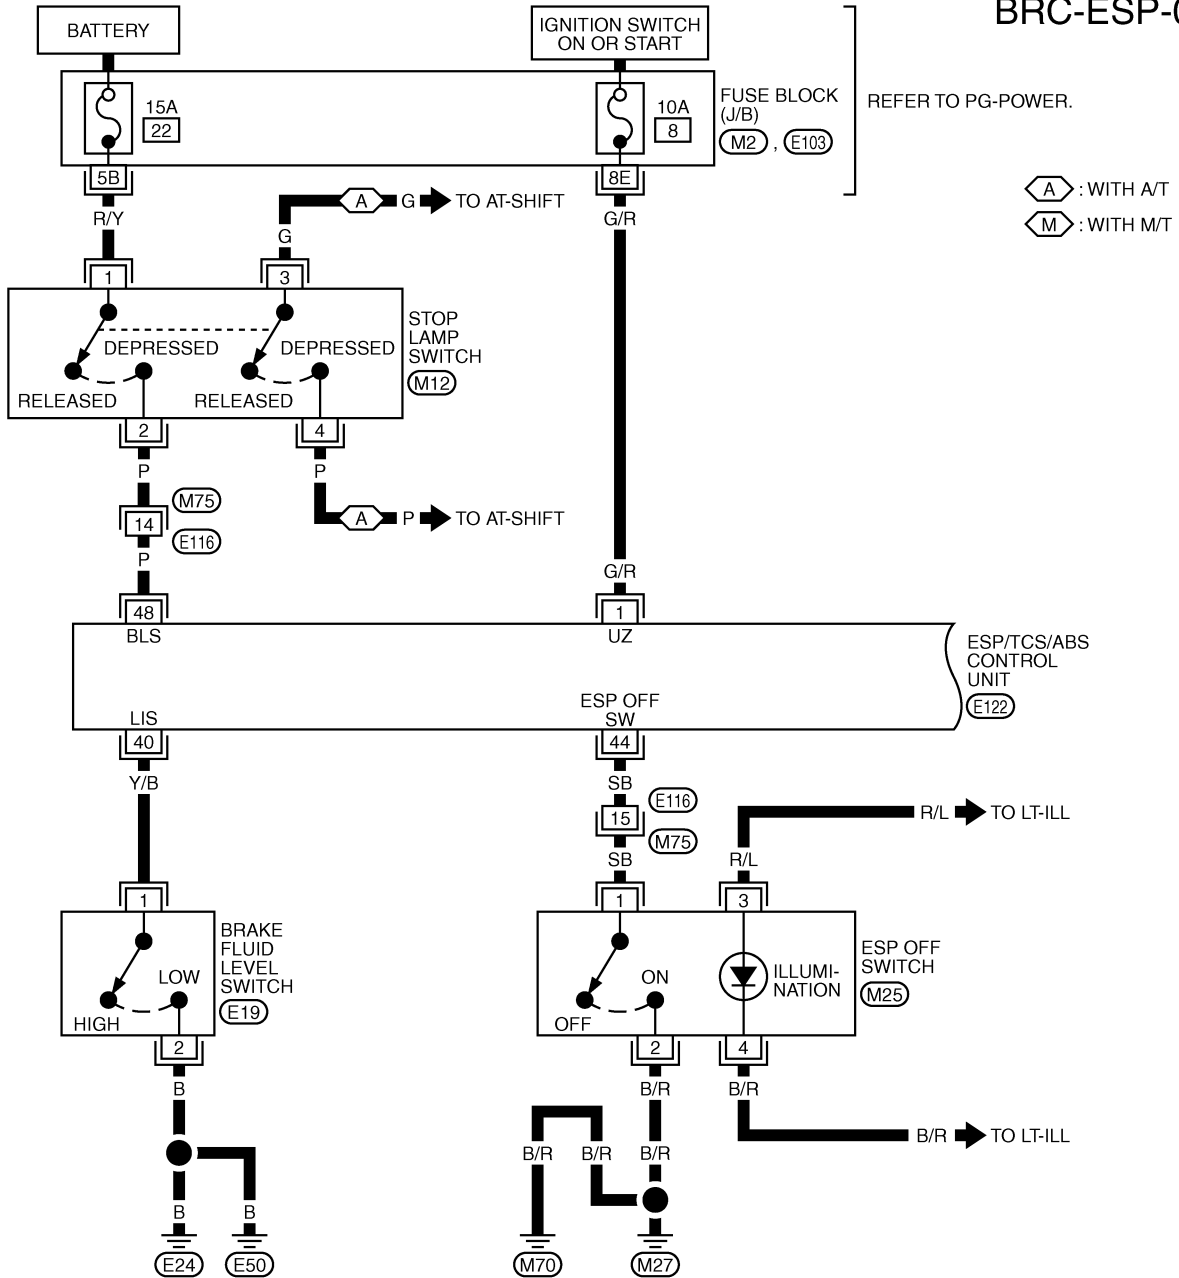 BRC-ESP-0
BATTERY
IGNITION SWITCH
ON OR START
15A
22
10A
8
FUSE BLOCK
(J/B)
M2 , E103
REFER TO PG-POWER.
5B
8E
A : WITH A/T
M : WITH M/T
R/Y
A G TO AT-SHIFT
G
G/R
1
3
DEPRESSED
DEPRESSED
RELEASED
RELEASED
STOP
LAMP
SWITCH
M12
2
4
P
P
M75
14
E116
A P TO AT-SHIFT
P
G/R
48
1
BLS
UZ
ESP/TCS/ABS
CONTROL
UNIT
E122
LIS
ESP OFF
SW
40
44
Y/B
SB
E116
15
M75
SB
R/L TO LT-ILL
R/L
1
1
3
BRAKE
FLUID
LEVEL
SWITCH
E19
LOW
HIGH
ON
OFF
ILLUMI-
NATION
ESP OFF
SWITCH
M25
2
2
4
B
B/R
B/R
B/R TO LT-ILL
B/R
B/R
B/R
B
B
E24
E50
M70
M27